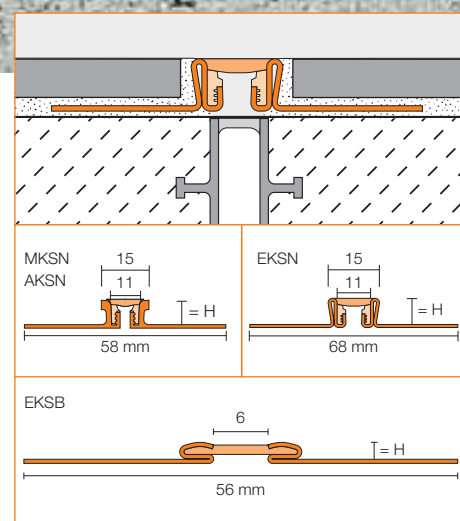 MKSN
AKSN
15
11
= H
58 mm
EKSN
15
11
= H
68 mm
EKSB
6
= H
56 mm